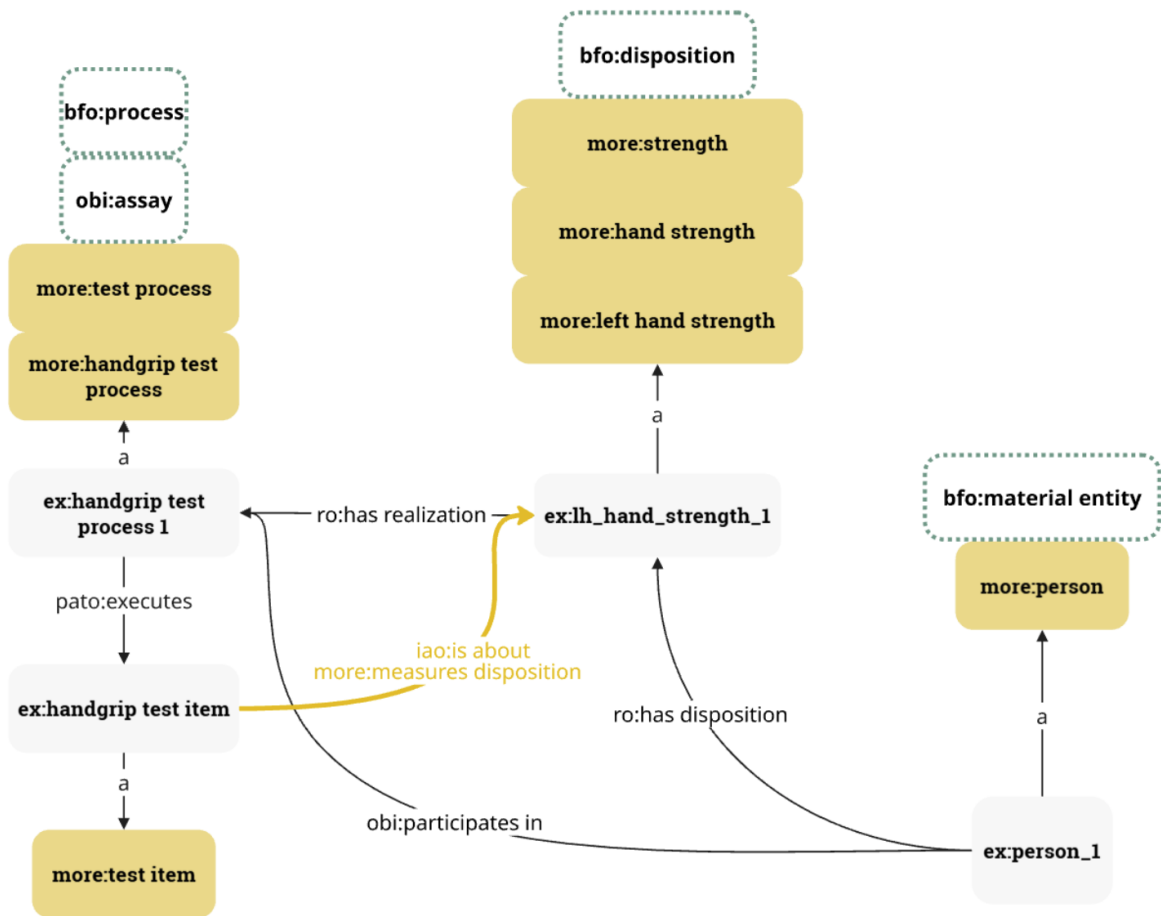 bfo:disposition
bfo:process
more:strength
obi:assay
more:hand strength
more:test process
more:left hand strength
more:handgrip test
process
a
a
ex:handgrip test
process 1
ro:has realization
ex:lh_hand_strength_1
bfo:material entity
more:person
pato:executes
iao:is about
more:measures disposition
ex:handgrip test item
ro:has disposition
a
a
obi:participates in
ex:person_1
more:test item